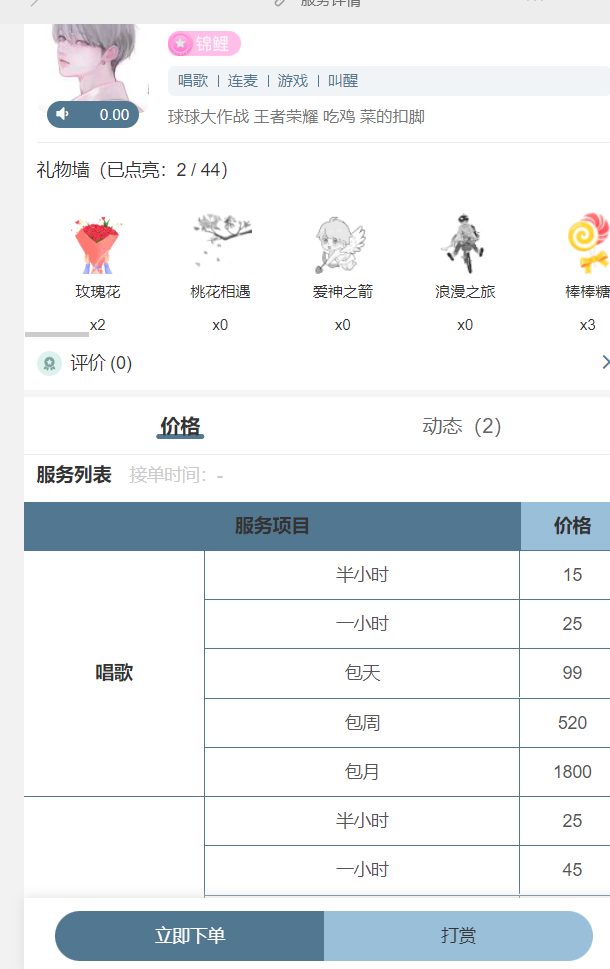 服务详情
锦鲤
唱歌 | 连麦 | 游戏 | 叫醒
0.00
球球大作战 王者荣耀 吃鸡 菜的扣脚
礼物墙（已点亮：2 / 44）
玫瑰花 桃花相遇 爱神之箭 浪漫之旅 棒棒糖
x2 x0 x0 x0 x3
评价 (0)
价格 动态（2）
服务列表 接单时间：-
服务项目 价格
半小时 15
一小时 25
唱歌 包天 99
包周 520
包月 1800
半小时 25
一小时 45
立即下单 打赏